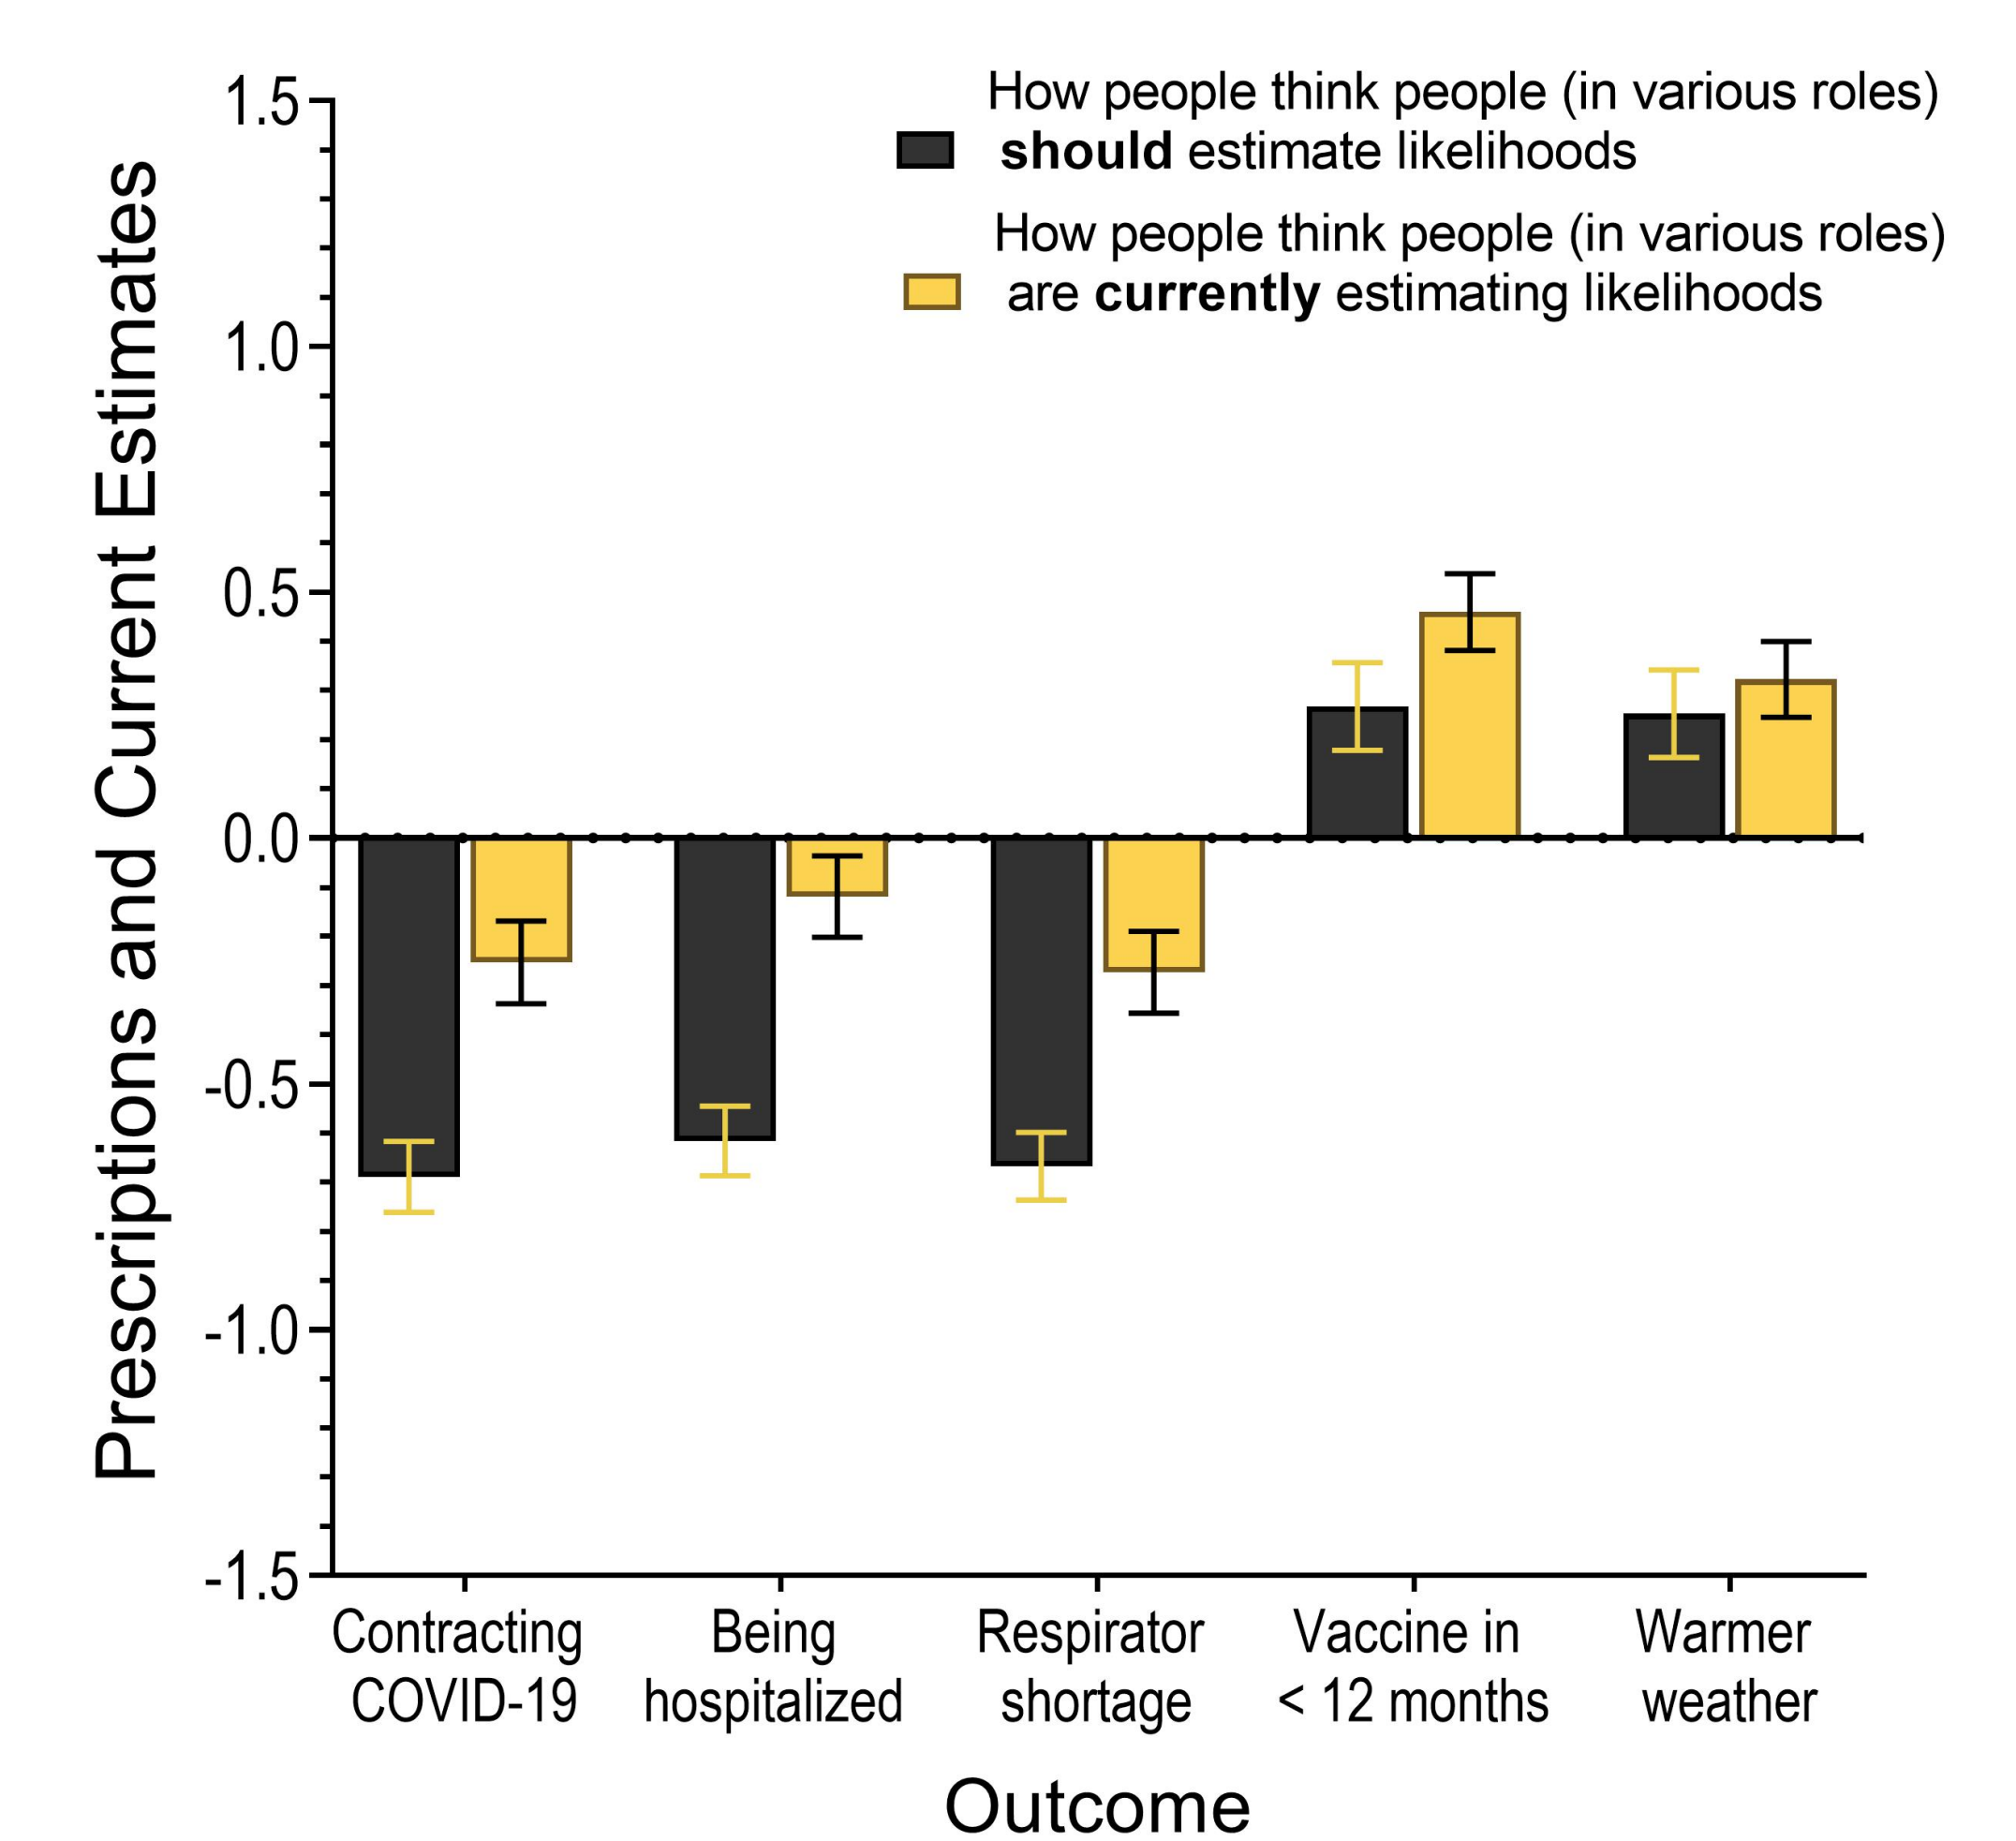 How people think people (in various roles)
should estimate likelihoods
How people think people (in various roles)
are currently estimating likelihoods
Prescriptions and Current Estimates
1.5
1.0
0.5
0.0
-0.5
-1.0
-1.5
Contracting
COVID-19
Being
hospitalized
Respirator
shortage
Vaccine in
< 12 months
Warmer
weather
Outcome